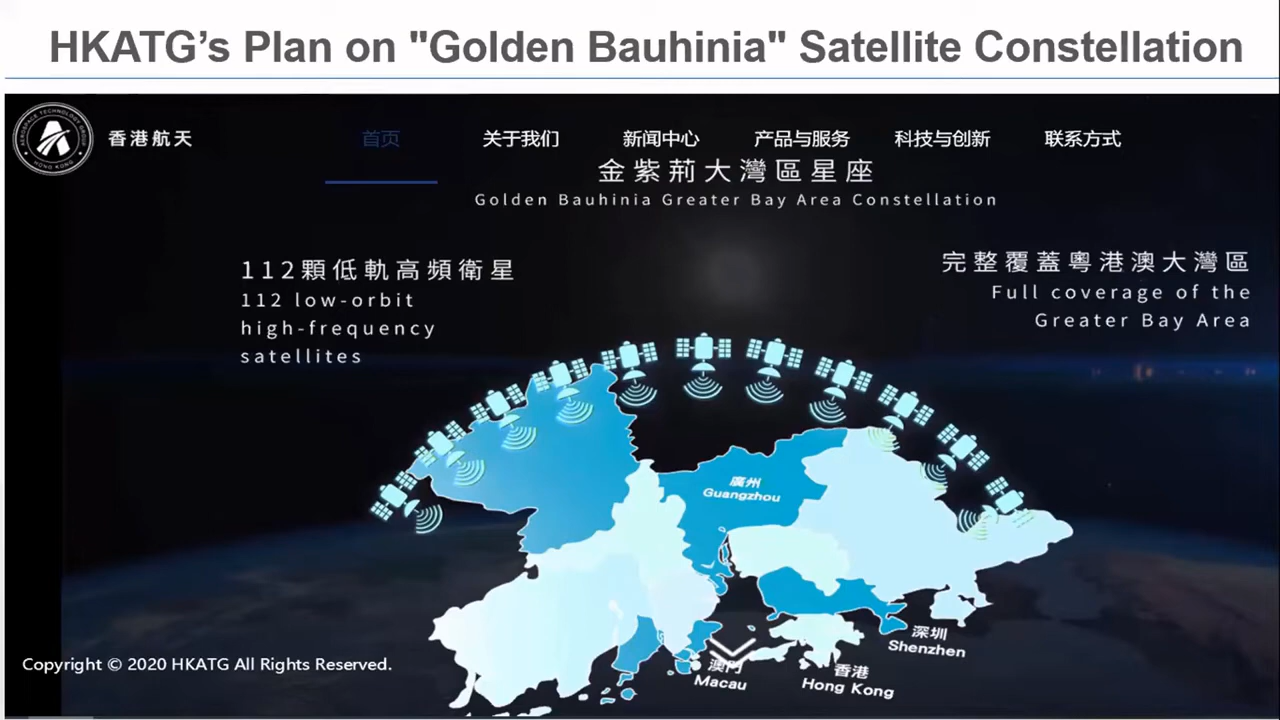 HKATG’s Plan on "Golden Bauhinia" Satellite Constellation
AEROSPACE TECHNOLOGY GROUP
HONG KONG
香港航天
首页 关于我们 新闻中心 产品与服务 科技与创新 联系方式
金紫荊大灣區星座
Golden Bauhinia Greater Bay Area Constellation
112顆低軌高頻衛星
112 low-orbit
high-frequency
satellites
完整覆蓋粵港澳大灣區
Full coverage of the
Greater Bay Area
廣州
Guangzhou
深圳
Shenzhen
澳門
Macau
香港
Hong Kong
Copyright © 2020 HKATG All Rights Reserved.